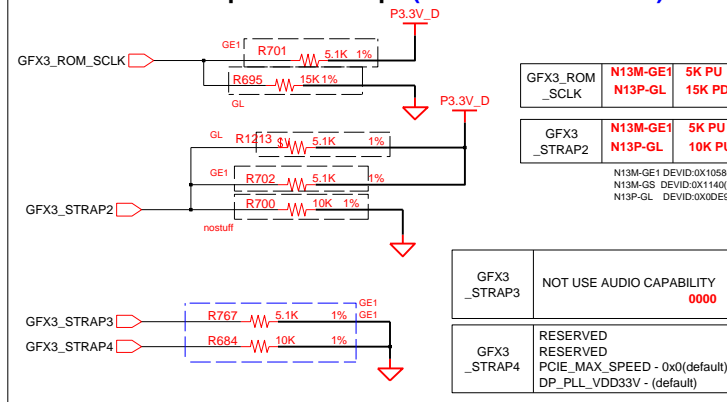 P3.3V_D
GE1
R701 5.1K 1%
GFX3_ROM_SCLK
R695 15K 1%
GL
P3.3V_D
GL
R1213 5.1K 1%
GE1
R702 5.1K 1%
GFX3_STRAP2
R700 10K 1%
nostuff
GE1
GFX3_STRAP3
R767 5.1K 1%
GE1
GFX3_STRAP4
R684 10K 1%
GFX3_ROM
_SCLK
N13M-GE1 5K PU
N13P-GL 15K PD
GFX3
_STRAP2
N13M-GE1 5K PU
N13P-GL 10K PU
N13M-GE1 DEVID:0X1058
N13M-GS DEVID:0X1140(
N13P-GL DEVID:0X0DE9
GFX3
_STRAP3
NOT USE AUDIO CAPABILITY
0000
GFX3
_STRAP4
RESERVED
RESERVED
PCIE_MAX_SPEED - 0x0(default)
DP_PLL_VDD33V - (default)